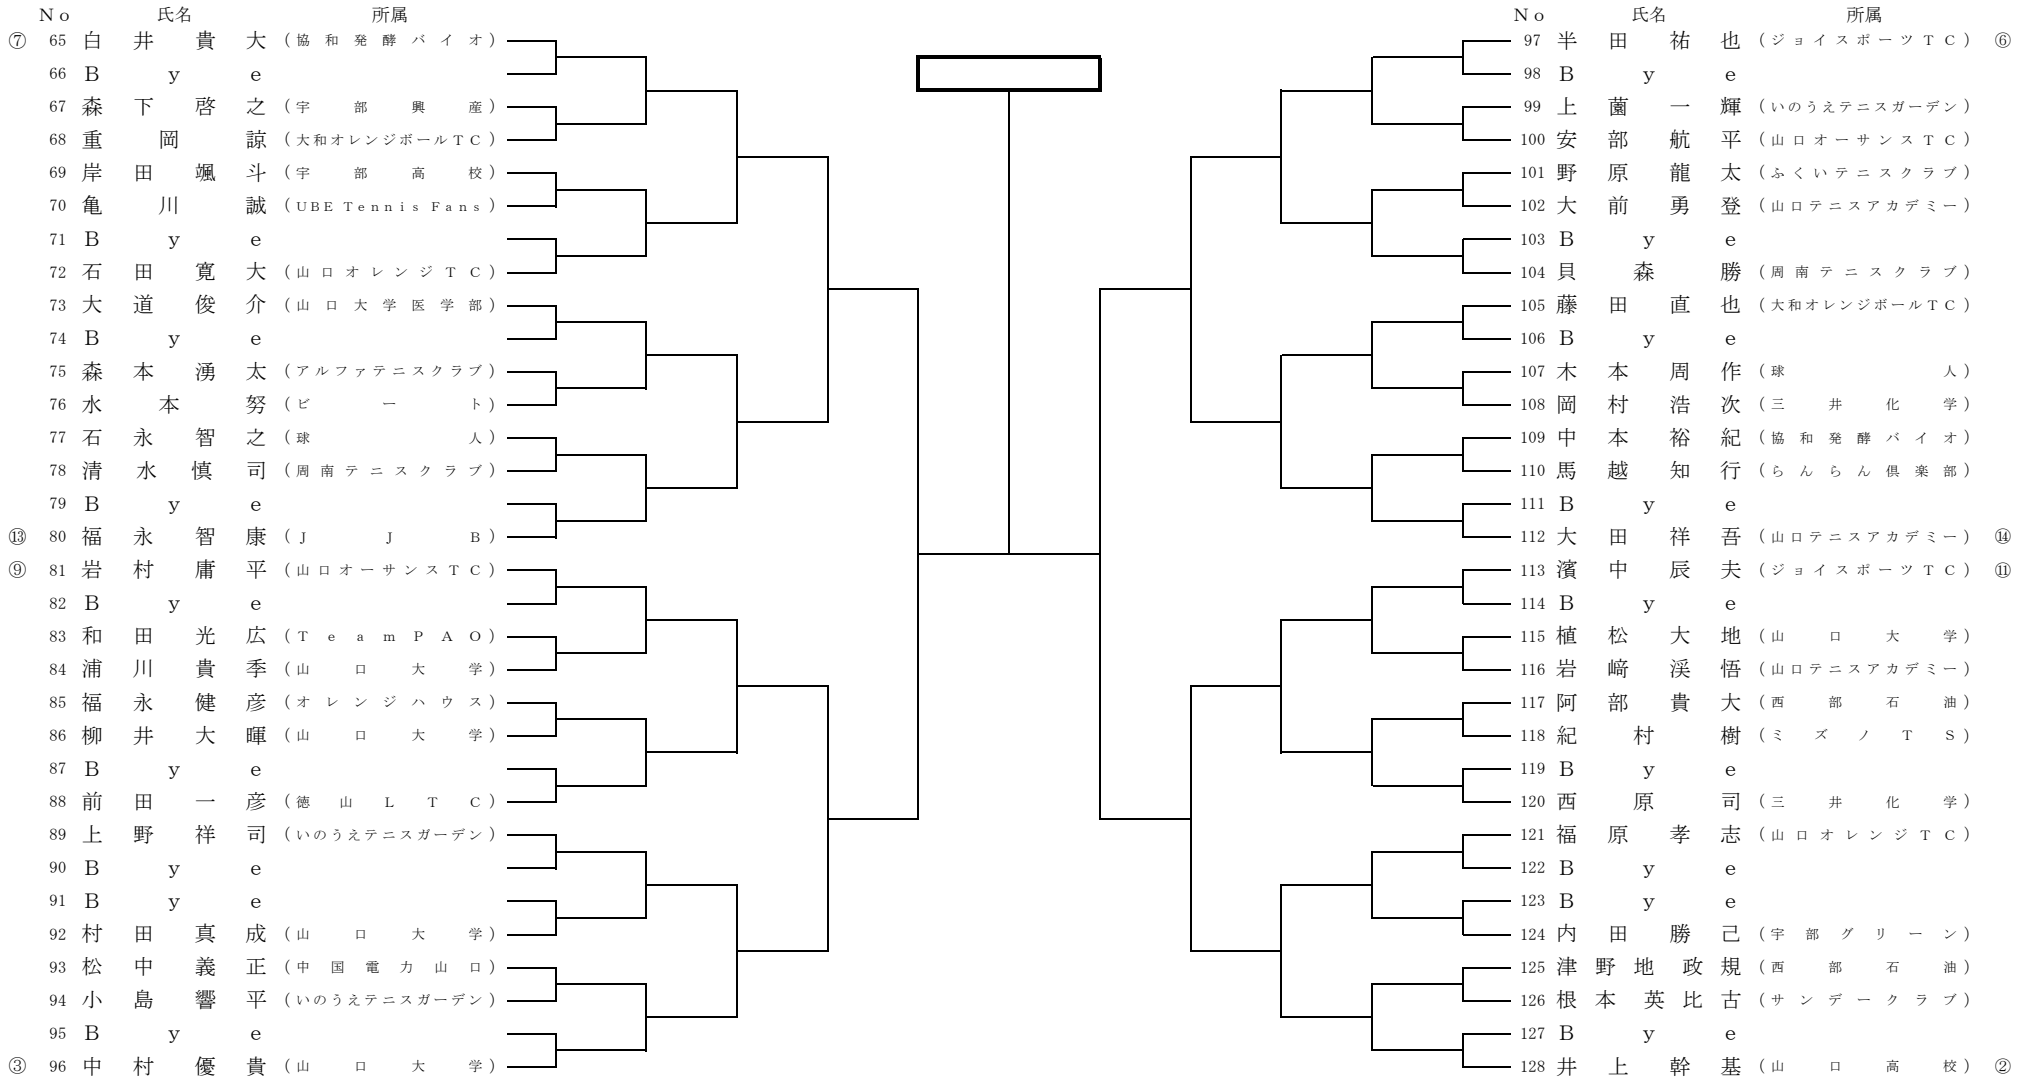 Ｎｏ 氏名 所属
⑦ 65 白井貴大 （協和発酵バイオ）
66 Ｂｙｅ
67 森下啓之 （宇部興産）
68 重岡諒 （大和オレンジボールＴＣ）
69 岸田颯斗 （宇部高校）
70 亀川誠 （UBE Tennis Fans）
71 Ｂｙｅ
72 石田寛大 （山口オレンジＴＣ）
73 大道俊介 （山口大学医学部）
74 Ｂｙｅ
75 森本湧太 （アルファテニスクラブ）
76 水本努 （ビート）
77 石永智之 （球人）
78 清水慎司 （周南テニスクラブ）
79 Ｂｙｅ
⑬ 80 福永智康 （ＪＪＢ）
⑨ 81 岩村庸平 （山口オーサンスＴＣ）
82 Ｂｙｅ
83 和田光広 （ＴｅａｍＰＡＯ）
84 浦川貴季 （山口大学）
85 福永健彦 （オレンジハウス）
86 柳井大暉 （山口大学）
87 Ｂｙｅ
88 前田一彦 （徳山ＬＴＣ）
89 上野祥司 （いのうえテニスガーデン）
90 Ｂｙｅ
91 Ｂｙｅ
92 村田真成 （山口大学）
93 松中義正 （中国電力山口）
94 小島響平 （いのうえテニスガーデン）
95 Ｂｙｅ
③ 96 中村優貴 （山口大学）
Ｎｏ 氏名 所属
97 半田祐也 （ジョイスポーツＴＣ） ⑥
98 Ｂｙｅ
99 上薗一輝 （いのうえテニスガーデン）
100 安部航平 （山口オーサンスＴＣ）
101 野原龍太 （ふくいテニスクラブ）
102 大前勇登 （山口テニスアカデミー）
103 Ｂｙｅ
104 貝森勝 （周南テニスクラブ）
105 藤田直也 （大和オレンジボールＴＣ）
106 Ｂｙｅ
107 木本周作 （球人）
108 岡村浩次 （三井化学）
109 中本裕紀 （協和発酵バイオ）
110 馬越知行 （らんらん倶楽部）
111 Ｂｙｅ
112 大田祥吾 （山口テニスアカデミー） ⑭
113 濱中辰夫 （ジョイスポーツＴＣ） ⑪
114 Ｂｙｅ
115 植松大地 （山口大学）
116 岩﨑渓悟 （山口テニスアカデミー）
117 阿部貴大 （西部石油）
118 紀村樹 （ミズノＴＳ）
119 Ｂｙｅ
120 西原司 （三井化学）
121 福原孝志 （山口オレンジＴＣ）
122 Ｂｙｅ
123 Ｂｙｅ
124 内田勝己 （宇部グリーン）
125 津野地政規 （西部石油）
126 根本英比古 （サンデークラブ）
127 Ｂｙｅ
128 井上幹基 （山口高校） ②